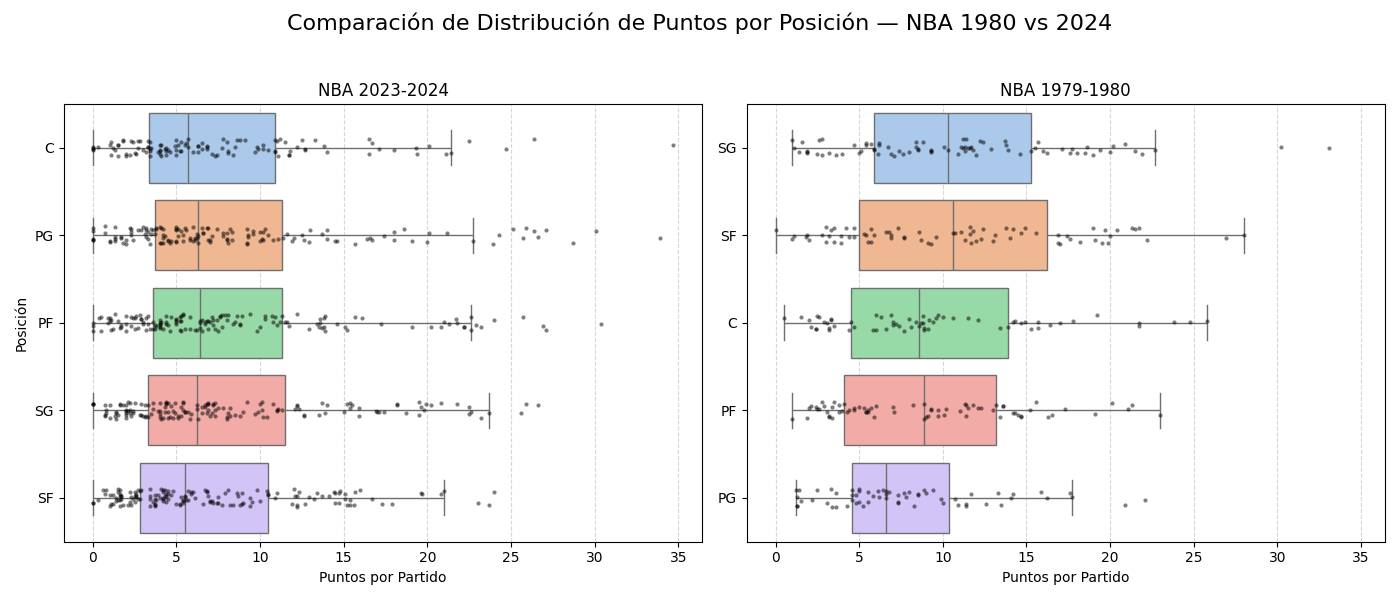 Comparación de Distribución de Puntos por Posición — NBA 1980 vs 2024
NBA 2023-2024
Posición
C
PG
PF
SG
SF
0 5 10 15 20 25 30 35
Puntos por Partido
NBA 1979-1980
SG
SF
C
PF
PG
0 5 10 15 20 25 30 35
Puntos por Partido